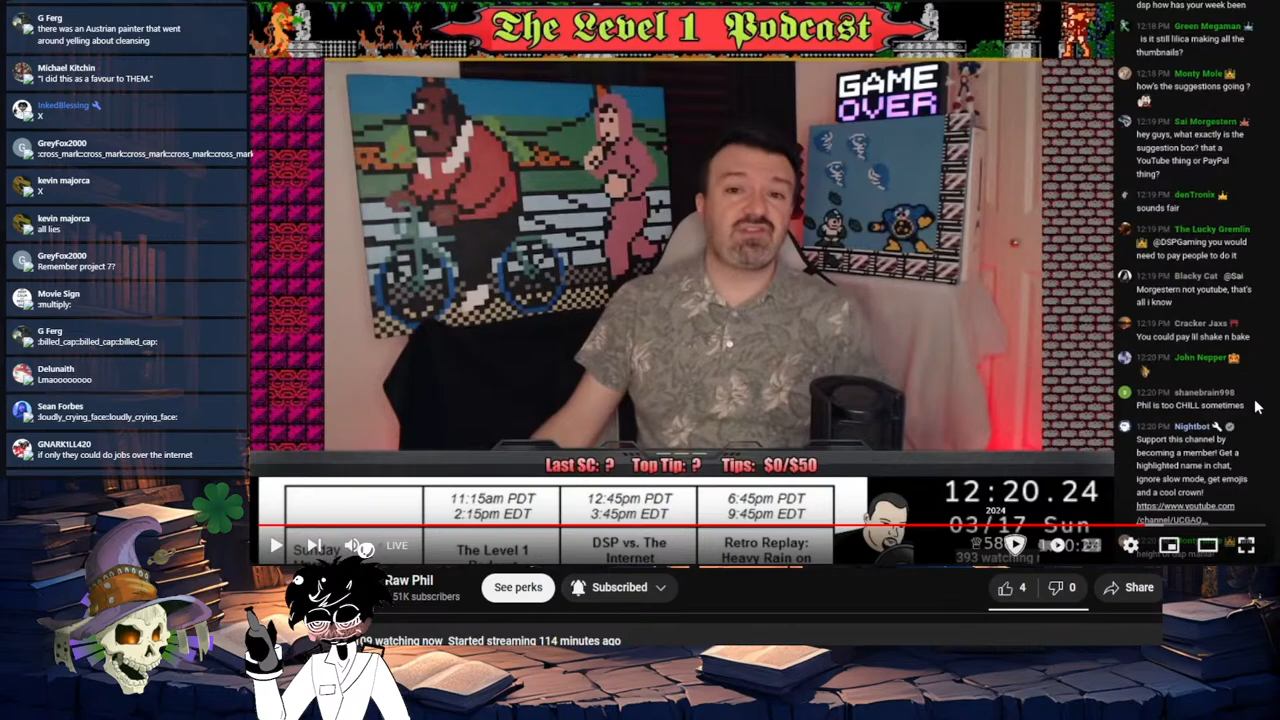 G Ferg
there was an Austrian painter that went
around yelling about cleansing
Michael Kitchin
"I did this as a favour to THEM."
InkedBlessing
X
GreyFox2000
:cross_mark::cross_mark::cross_mark::cross_mark::cross_mar
kevin majorca
X
kevin majorca
all lies
GreyFox2000
Remember project 7?
Movie Sign
:multiply:
G Ferg
:billed_cap::billed_cap::billed_cap:
Delunaith
Lmaoooooooo
Sean Forbes
:loudly_crying_face::loudly_crying_face:
GNARK1LL420
if only they could do jobs over the internet
The Level 1 Podcast
GAME
OVER
Last SC: ? Top Tip: ? Tips: $0/$50
11:15am PDT
2:15pm EDT
12:45pm PDT
3:45pm EDT
6:45pm PDT
9:45pm EDT
Sunday
The Level 1
DSP vs. The
Internet
Retro Replay:
Heavy Rain on
12:20.24
2024
03/17 Sun
393 watching
LIVE
Raw Phil
51K subscribers
See perks
Subscribed
4
0
Share
09 watching now Started streaming 114 minutes ago
dsp how has your week been
12:18 PM Green Megaman
is it still lilica making all the
thumbnails?
12:18 PM Monty Mole
how's the suggestions going ?
12:19 PM Sai Morgestern
hey guys, what exactly is the
suggestion box? that a
YouTube thing or PayPal
thing?
12:19 PM denTronix
sounds fair
12:19 PM The Lucky Gremlin
@DSPGaming you would
need to pay people to do it
12:19 PM Blacky Cat @Sai
Morgestern not youtube, that's
all i know
12:19 PM Cracker Jaxs
You could pay lil shake n bake
12:20 PM John Nepper
12:20 PM shanebrain998
Phil is too CHILL sometimes
12:20 PM Nightbot
Support this channel by
becoming a member! Get a
highlighted name in chat,
ignore slow mode, get emojis
and a cool crown!
https://www.youtube.com
/channel/UCGAQ...